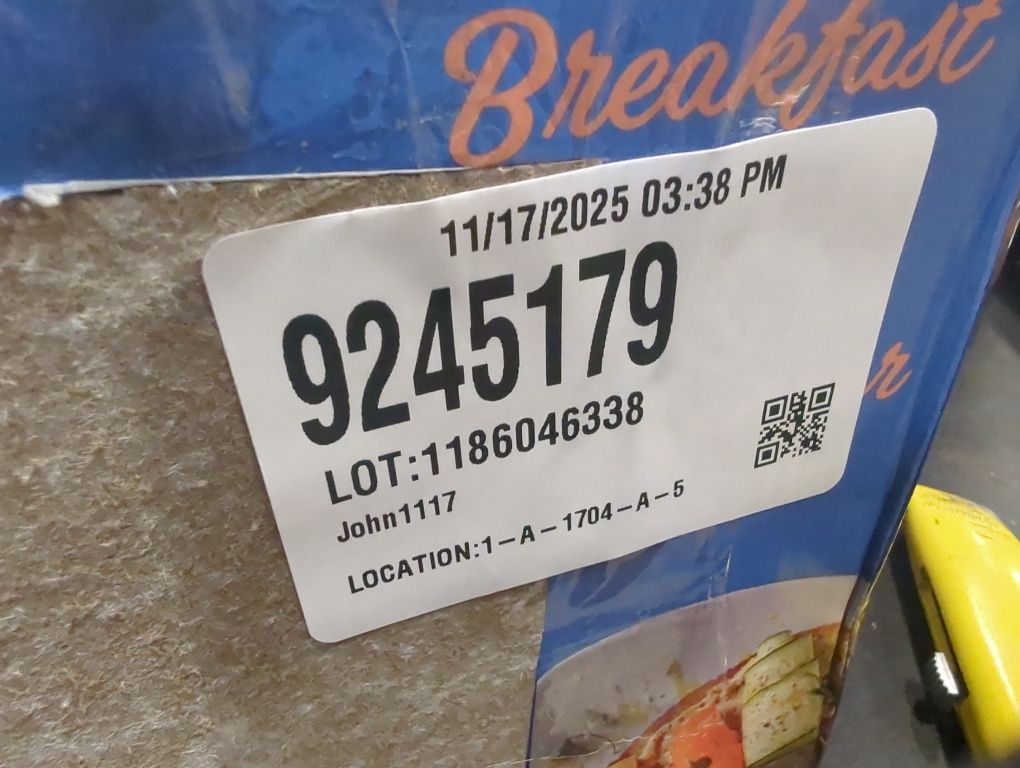 Breakfast
11/17/2025 03:38 PM
9245179
LOT:1186046338
John1117
LOCATION:1-A-1704-A-5